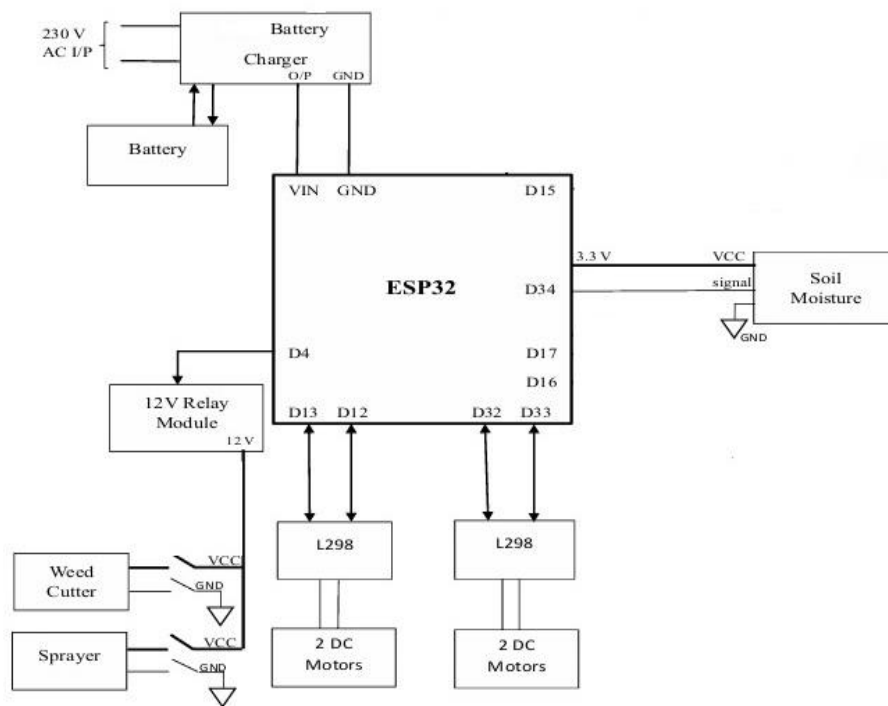 230 V
AC I/P
Battery
Charger
O/P GND
Battery
VIN GND D15
3.3 V VCC
ESP32
D34 signal
Soil
Moisture
GND
D4 D17
D16
12V Relay
Module
12 V
D13 D12 D32 D33
L298 L298
Weed
Cutter
VCC
GND
Sprayer
VCC
GND
2 DC
Motors
2 DC
Motors